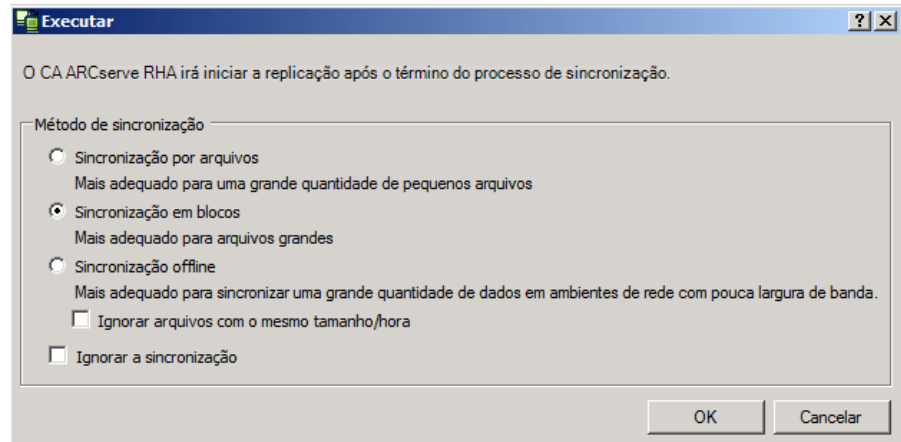 Executar
O CA ARCserve RHA irá iniciar a replicação após o término do processo de sincronização.
Método de sincronização
Sincronização por arquivos
Mais adequado para uma grande quantidade de pequenos arquivos
Sincronização em blocos
Mais adequado para arquivos grandes
Sincronização offline
Mais adequado para sincronizar uma grande quantidade de dados em ambientes de rede com pouca largura de banda.
Ignorar arquivos com o mesmo tamanho/hora
Ignorar a sincronização
OK Cancelar